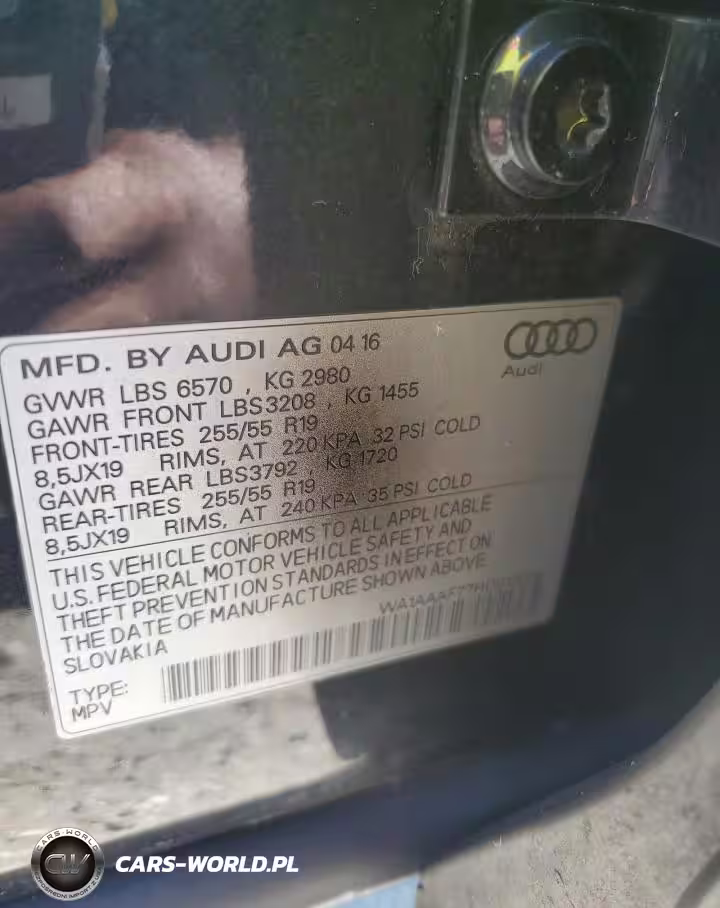 MFD. BY AUDI AG 04 16
Audi
GVWR LBS 6570 , KG 2980
GAWR FRONT LBS3208 , KG 1455
FRONT-TIRES 255/55 R19
8,5JX19 RIMS, AT 220 KPA 32 PSI COLD
GAWR REAR LBS3792 , KG 1720
REAR-TIRES 255/55 R19
8,5JX19 RIMS, AT 240 KPA 35 PSI COLD
THIS VEHICLE CONFORMS TO ALL APPLICABLE
U.S. FEDERAL MOTOR VEHICLE SAFETY AND
THEFT PREVENTION STANDARDS IN EFFECT ON
THE DATE OF MANUFACTURE SHOWN ABOVE
SLOVAKIA
TYPE:
MPV
CARS-WORLD
CW
CARS-WORLD.PL